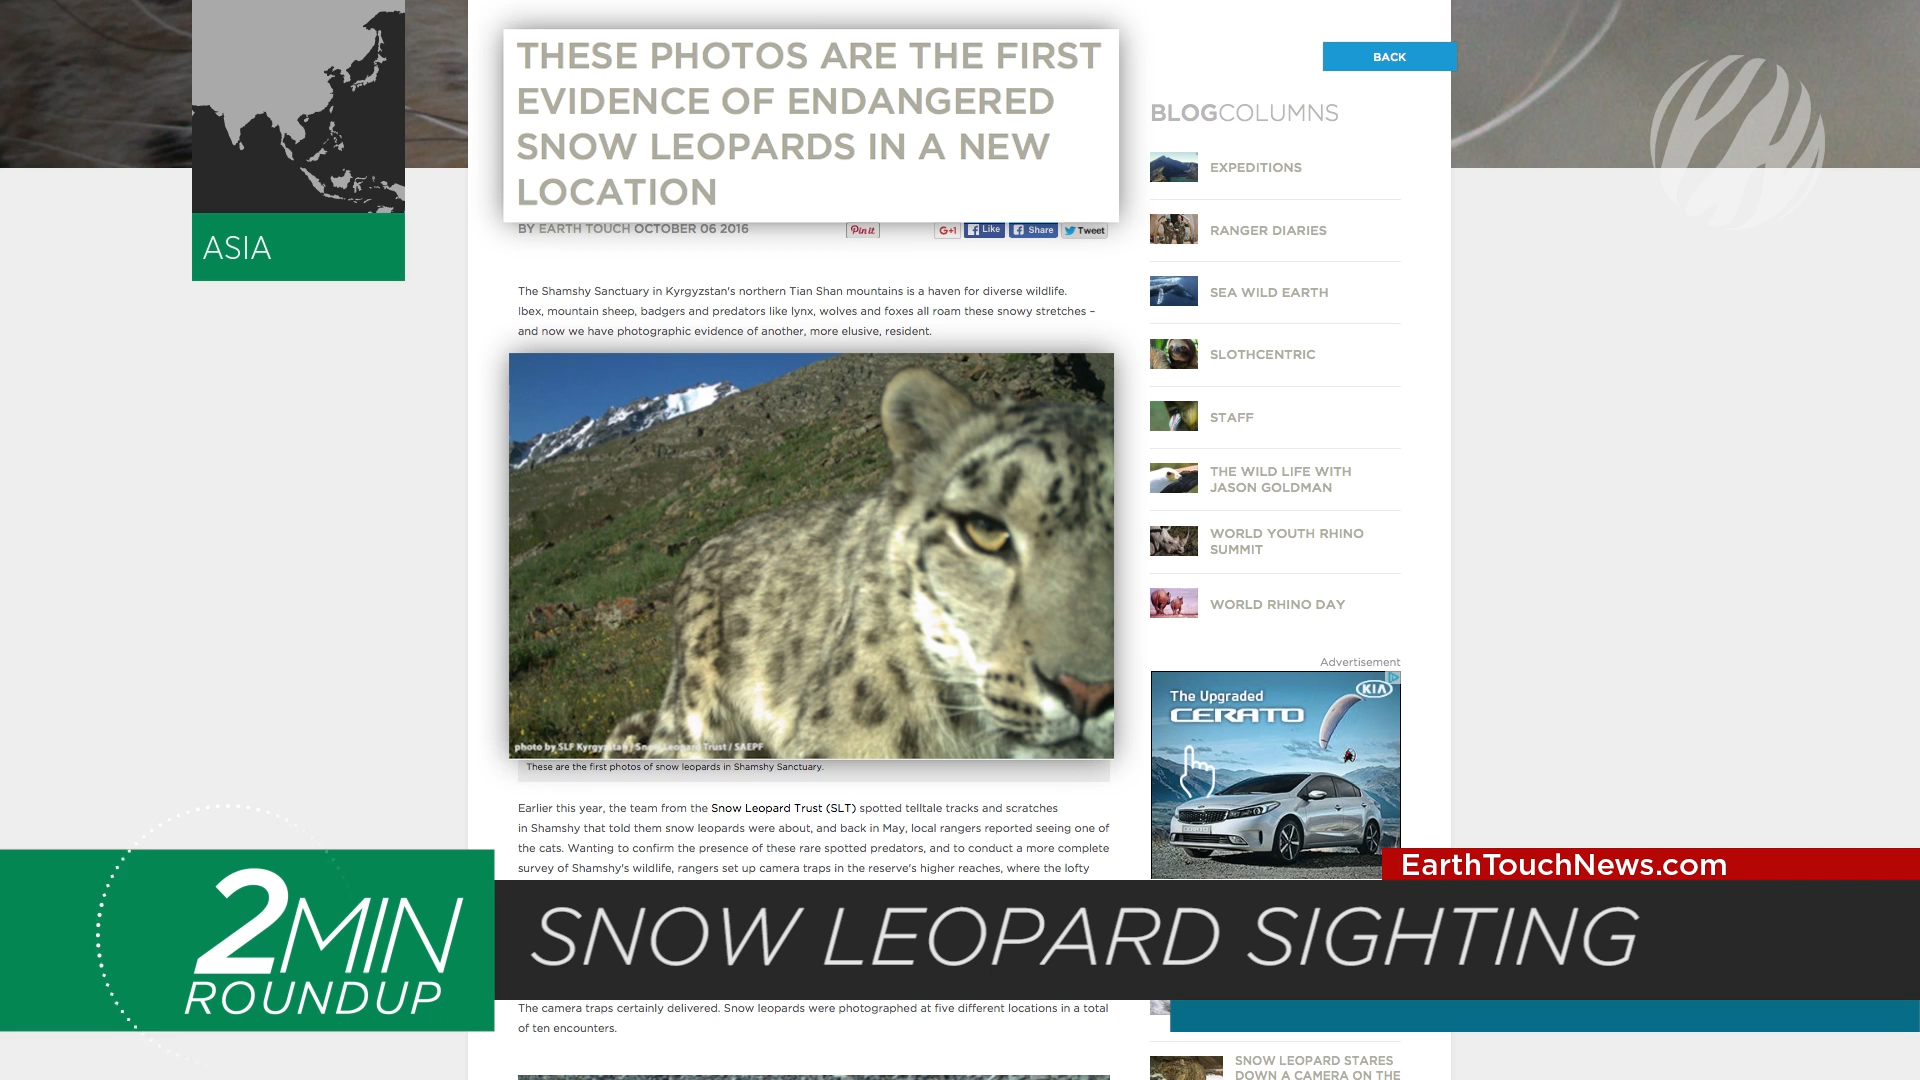 THESE PHOTOS ARE THE FIRST
EVIDENCE OF ENDANGERED
SNOW LEOPARDS IN A NEW
LOCATION
BY EARTH TOUCH OCTOBER 06 2016
Pin it
G+1
Like
Share
Tweet
ASIA
The Shamshy Sanctuary in Kyrgyzstan's northern Tian Shan mountains is a haven for diverse wildlife.
Ibex, mountain sheep, badgers and predators like lynx, wolves and foxes all roam these snowy stretches –
and now we have photographic evidence of another, more elusive, resident.
photo by SLF Kyrgyzstan / Snow Leopard Trust / SAEPF
These are the first photos of snow leopards in Shamshy Sanctuary.
Earlier this year, the team from the Snow Leopard Trust (SLT) spotted telltale tracks and scratches
in Shamshy that told them snow leopards were about, and back in May, local rangers reported seeing one of
the cats. Wanting to confirm the presence of these rare spotted predators, and to conduct a more complete
survey of Shamshy's wildlife, rangers set up camera traps in the reserve's higher reaches, where the lofty
The camera traps certainly delivered. Snow leopards were photographed at five different locations in a total
of ten encounters.
BACK
BLOGCOLUMNS
EXPEDITIONS
RANGER DIARIES
SEA WILD EARTH
SLOTHCENTRIC
STAFF
THE WILD LIFE WITH
JASON GOLDMAN
WORLD YOUTH RHINO
SUMMIT
WORLD RHINO DAY
Advertisement
The Upgraded
CERATO
KIA
EarthTouchNews.com
2MIN
ROUNDUP
SNOW LEOPARD SIGHTING
SNOW LEOPARD STARES
DOWN A CAMERA ON THE